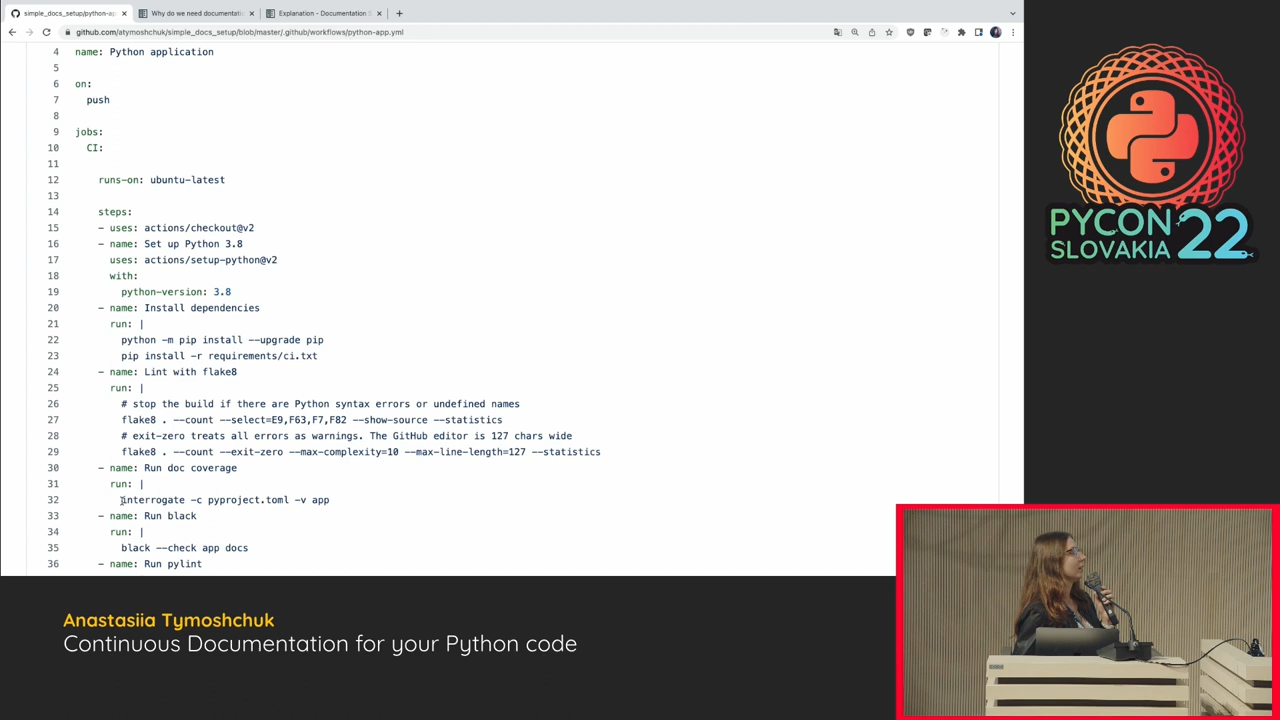 simple_docs_setup/python-ap
Why do we need documentati
Explanation - Documentation S
github.com/atymoshchuk/simple_docs_setup/blob/master/.github/workflows/python-app.yml
4 name: Python application
5
6 on:
7 push
8
9 jobs:
10 CI:
11
12 runs-on: ubuntu-latest
13
14 steps:
15 - uses: actions/checkout@v2
16 - name: Set up Python 3.8
17 uses: actions/setup-python@v2
18 with:
19 python-version: 3.8
20 - name: Install dependencies
21 run: |
22 python -m pip install --upgrade pip
23 pip install -r requirements/ci.txt
24 - name: Lint with flake8
25 run: |
26 # stop the build if there are Python syntax errors or undefined names
27 flake8 . --count --select=E9,F63,F7,F82 --show-source --statistics
28 # exit-zero treats all errors as warnings. The GitHub editor is 127 chars wide
29 flake8 . --count --exit-zero --max-complexity=10 --max-line-length=127 --statistics
30 - name: Run doc coverage
31 run: |
32 interrogate -c pyproject.toml -v app
33 - name: Run black
34 run: |
35 black --check app docs
36 - name: Run pylint
PYCON
SLOVAKIA
22
Anastasiia Tymoshchuk
Continuous Documentation for your Python code